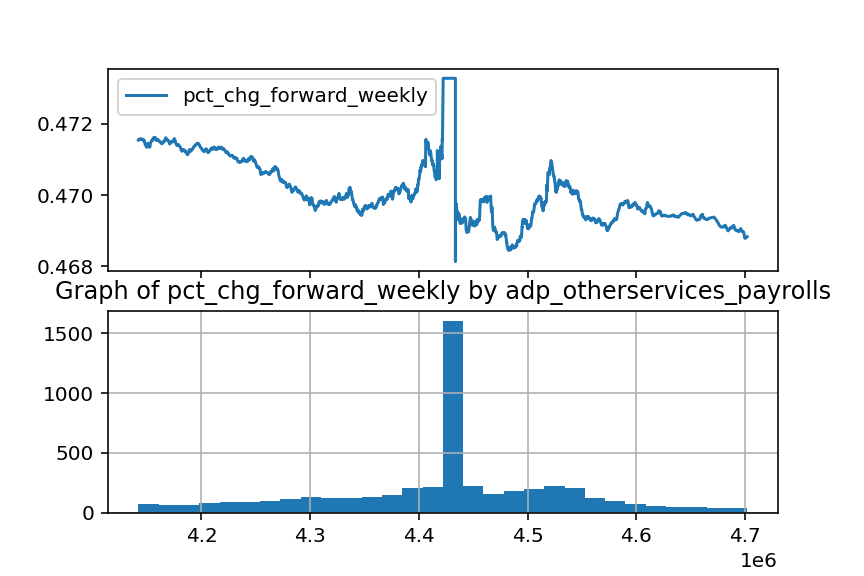 pct_chg_forward_weekly
0.472
0.470
0.468
Graph of pct_chg_forward_weekly by adp_otherservices_payrolls
1500
1000
500
0
4.2 4.3 4.4 4.5 4.6 4.7
1e6